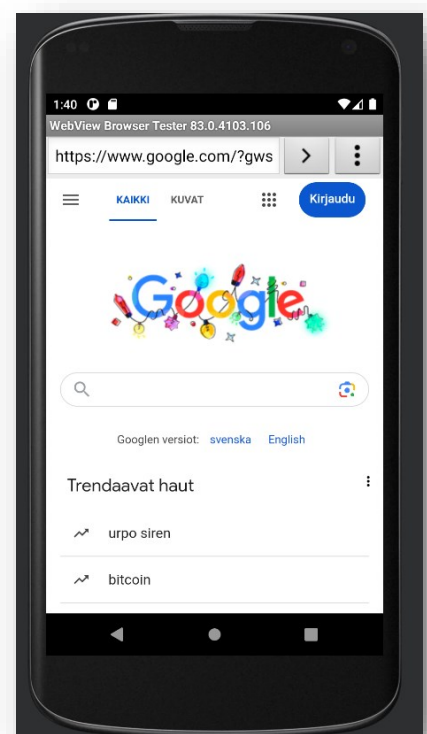 1:40
WebView Browser Tester 83.0.4103.106
https://www.google.com/?gws
KAIKKI KUVAT Kirjaudu
Google
Googlen versiot: svenska English
Trendaavat haut
urpo siren
bitcoin